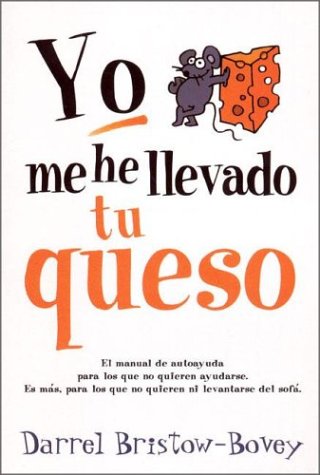 Yo
me he llevado
tu
queso
El manual de autoayuda
para los que no quieren ayudarse.
Es más, para los que no quieren ni levantarse del sofá.
Darrel Bristow-Bovey